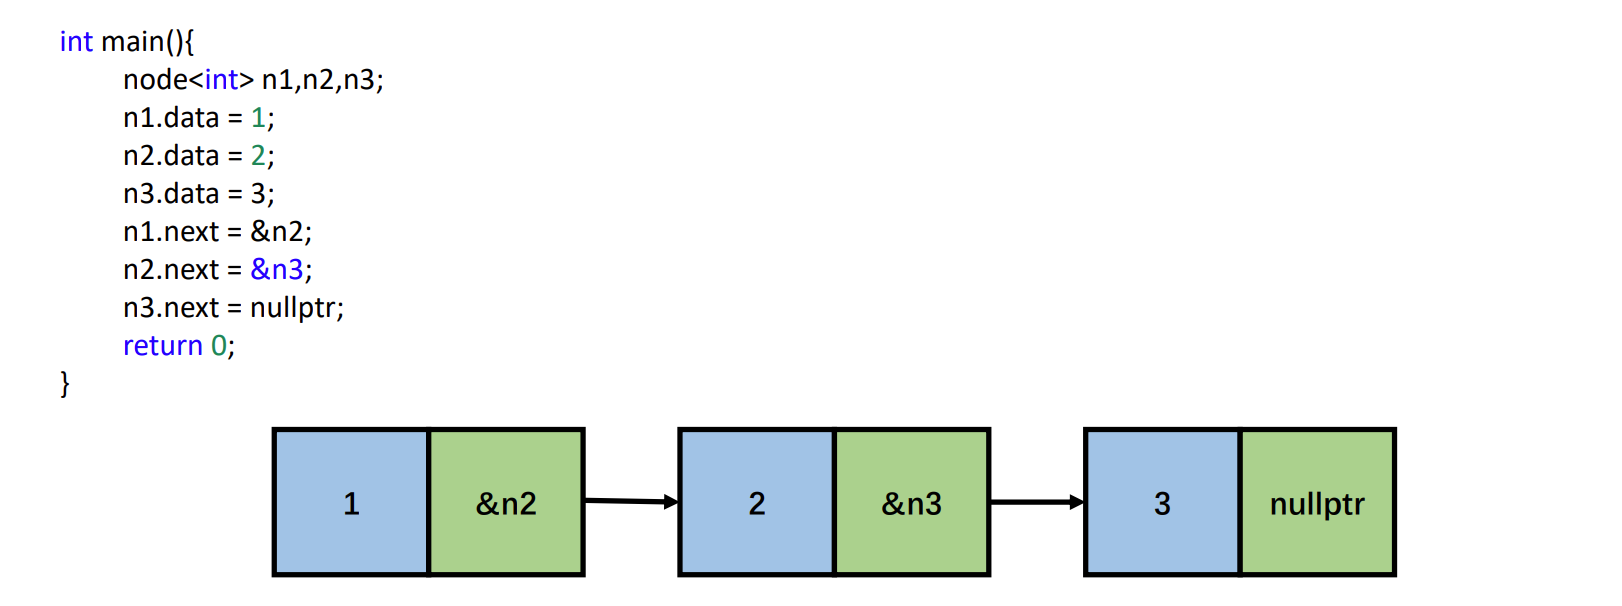 int main(){
node<int> n1,n2,n3;
n1.data = 1;
n2.data = 2;
n3.data = 3;
n1.next = &n2;
n2.next = &n3;
n3.next = nullptr;
return 0;
}
1 &n2 2 &n3 3 nullptr